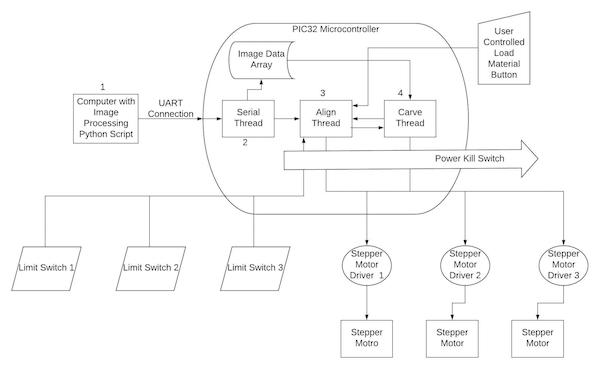 PIC32 Microcontroller
User
Controlled
Load
Material
Button
Image Data
Array
1
Computer with
Image
Processing
Python Script
UART
Connection
Serial
Thread
2
3
Align
Thread
4
Carve
Thread
Power Kill Switch
Limit Switch 1
Limit Switch 2
Limit Switch 3
Stepper
Motor
Driver 1
Stepper
Motor
Driver 2
Stepper
Motor
Driver 3
Stepper
Motro
Stepper
Motor
Stepper
Motor